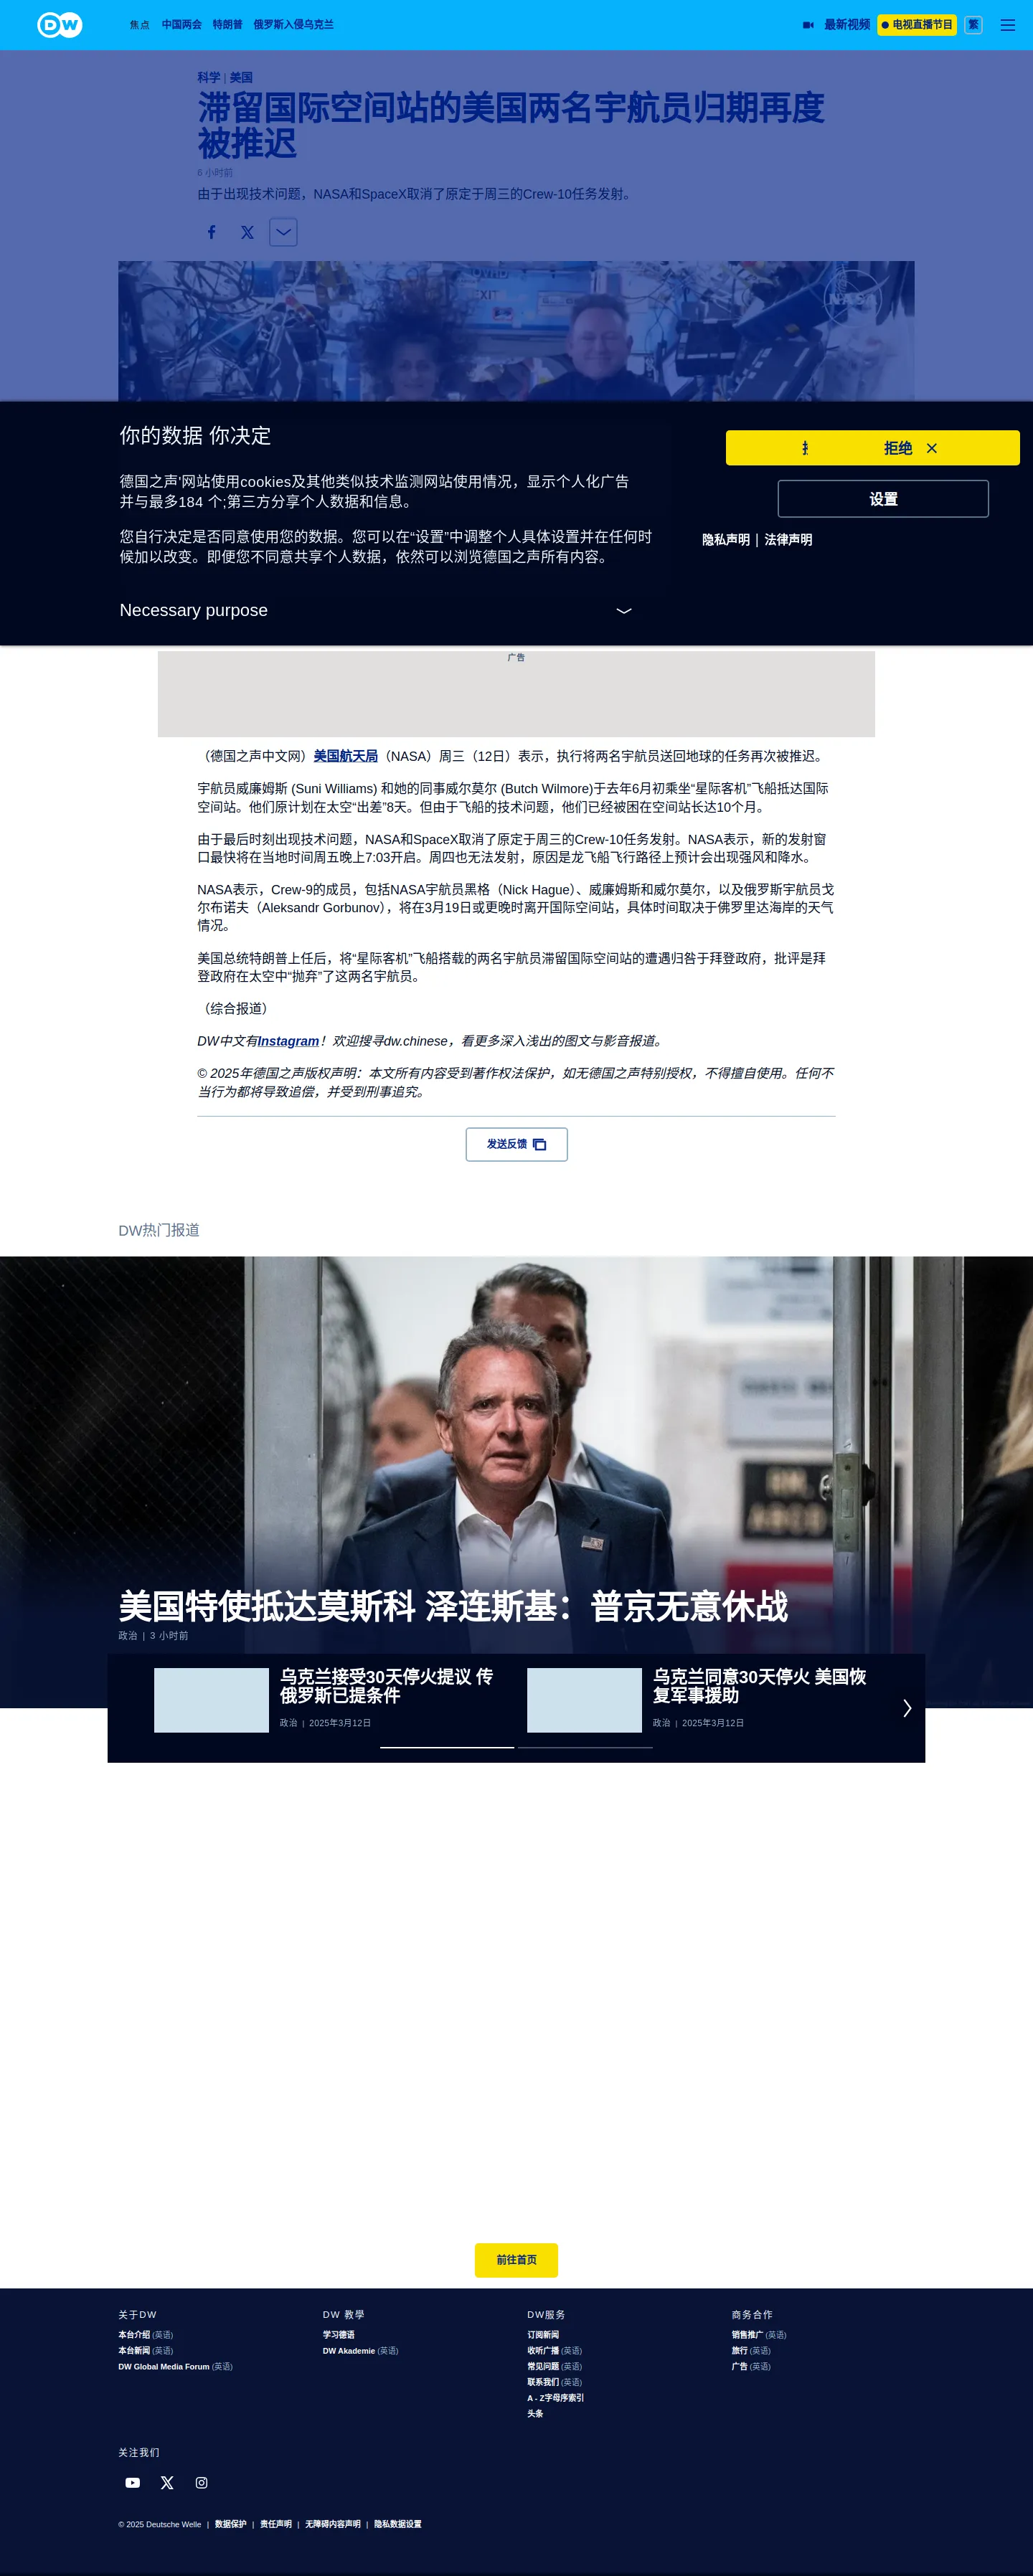 DW
焦点 中国两会 特朗普 俄罗斯入侵乌克兰
最新视频 电视直播节目 繁
科学 | 美国
滞留国际空间站的美国两名宇航员归期再度
被推迟
6 小时前
由于出现技术问题，NASA和SpaceX取消了原定于周三的Crew-10任务发射。
EXIT
NASA
你的数据 你决定
拒绝
德国之声’网站使用cookies及其他类似技术监测网站使用情况，显示个人化广告
并与最多184 个;第三方分享个人数据和信息。
设置
您自行决定是否同意使用您的数据。您可以在“设置”中调整个人具体设置并在任何时
候加以改变。即便您不同意共享个人数据，依然可以浏览德国之声所有内容。
隐私声明 | 法律声明
Necessary purpose
广告
（德国之声中文网）美国航天局（NASA）周三（12日）表示，执行将两名宇航员送回地球的任务再次被推迟。
宇航员威廉姆斯 (Suni Williams) 和她的同事威尔莫尔 (Butch Wilmore)于去年6月初乘坐“星际客机”飞船抵达国际
空间站。他们原计划在太空“出差”8天。但由于飞船的技术问题，他们已经被困在空间站长达10个月。
由于最后时刻出现技术问题，NASA和SpaceX取消了原定于周三的Crew-10任务发射。NASA表示，新的发射窗
口最快将在当地时间周五晚上7:03开启。周四也无法发射，原因是龙飞船飞行路径上预计会出现强风和降水。
NASA表示，Crew-9的成员，包括NASA宇航员黑格（Nick Hague）、威廉姆斯和威尔莫尔，以及俄罗斯宇航员戈
尔布诺夫（Aleksandr Gorbunov），将在3月19日或更晚时离开国际空间站，具体时间取决于佛罗里达海岸的天气
情况。
美国总统特朗普上任后，将“星际客机”飞船搭载的两名宇航员滞留国际空间站的遭遇归咎于拜登政府，批评是拜
登政府在太空中“抛弃”了这两名宇航员。
（综合报道）
DW中文有Instagram！欢迎搜寻dw.chinese，看更多深入浅出的图文与影音报道。
© 2025年德国之声版权声明：本文所有内容受到著作权法保护，如无德国之声特别授权，不得擅自使用。任何不
当行为都将导致追偿，并受到刑事追究。
发送反馈
DW热门报道
美国特使抵达莫斯科 泽连斯基：普京无意休战
政治 | 3 小时前
乌克兰接受30天停火提议 传
俄罗斯已提条件
政治 | 2025年3月12日
乌克兰同意30天停火 美国恢
复军事援助
政治 | 2025年3月12日
前往首页
关于DW
本台介绍 (英语)
本台新闻 (英语)
DW Global Media Forum (英语)
DW 教學
学习德语
DW Akademie (英语)
DW服务
订阅新闻
收听广播 (英语)
常见问题 (英语)
联系我们 (英语)
A - Z字母序索引
头条
商务合作
销售推广 (英语)
旅行 (英语)
广告 (英语)
关注我们
© 2025 Deutsche Welle | 数据保护 | 责任声明 | 无障碍内容声明 | 隐私数据设置